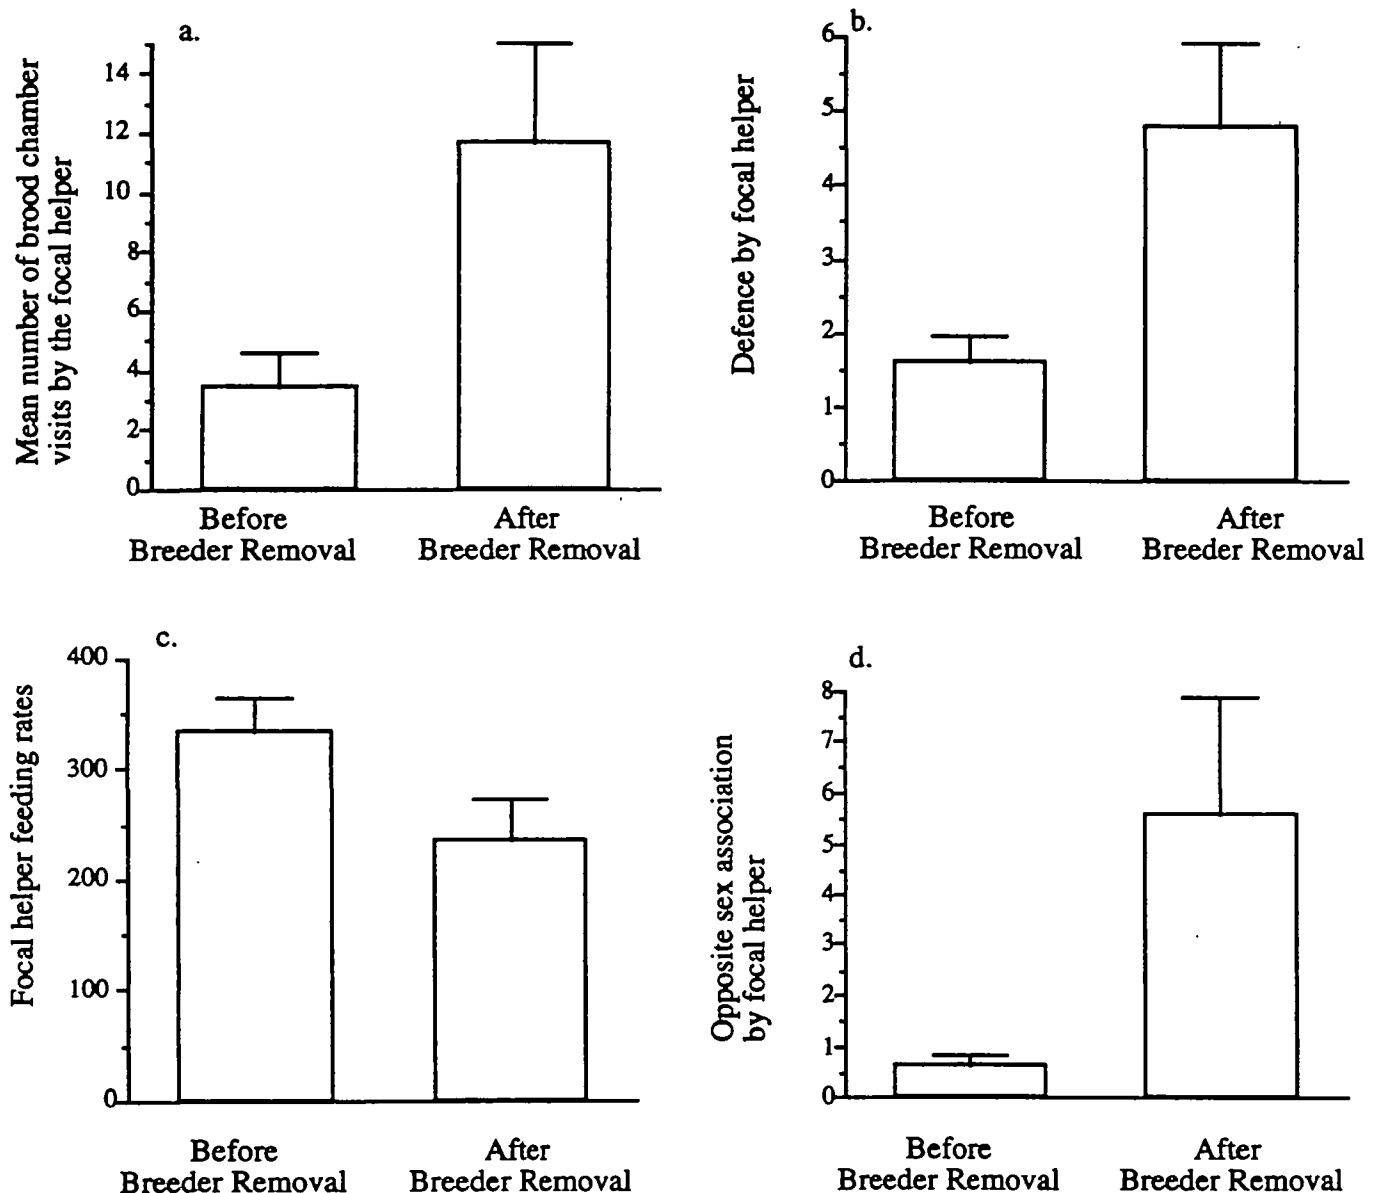 a.
Mean number of brood chamber
visits by the focal helper
14
12
10
8
6
4
2
0
Before
Breeder Removal
After
Breeder Removal
b.
Defence by focal helper
6
5
4
3
2
1
0
Before
Breeder Removal
After
Breeder Removal
c.
Focal helper feeding rates
400
300
200
100
0
Before
Breeder Removal
After
Breeder Removal
d.
Opposite sex association
by focal helper
8
7
6
5
4
3
2
1
0
Before
Breeder Removal
After
Breeder Removal